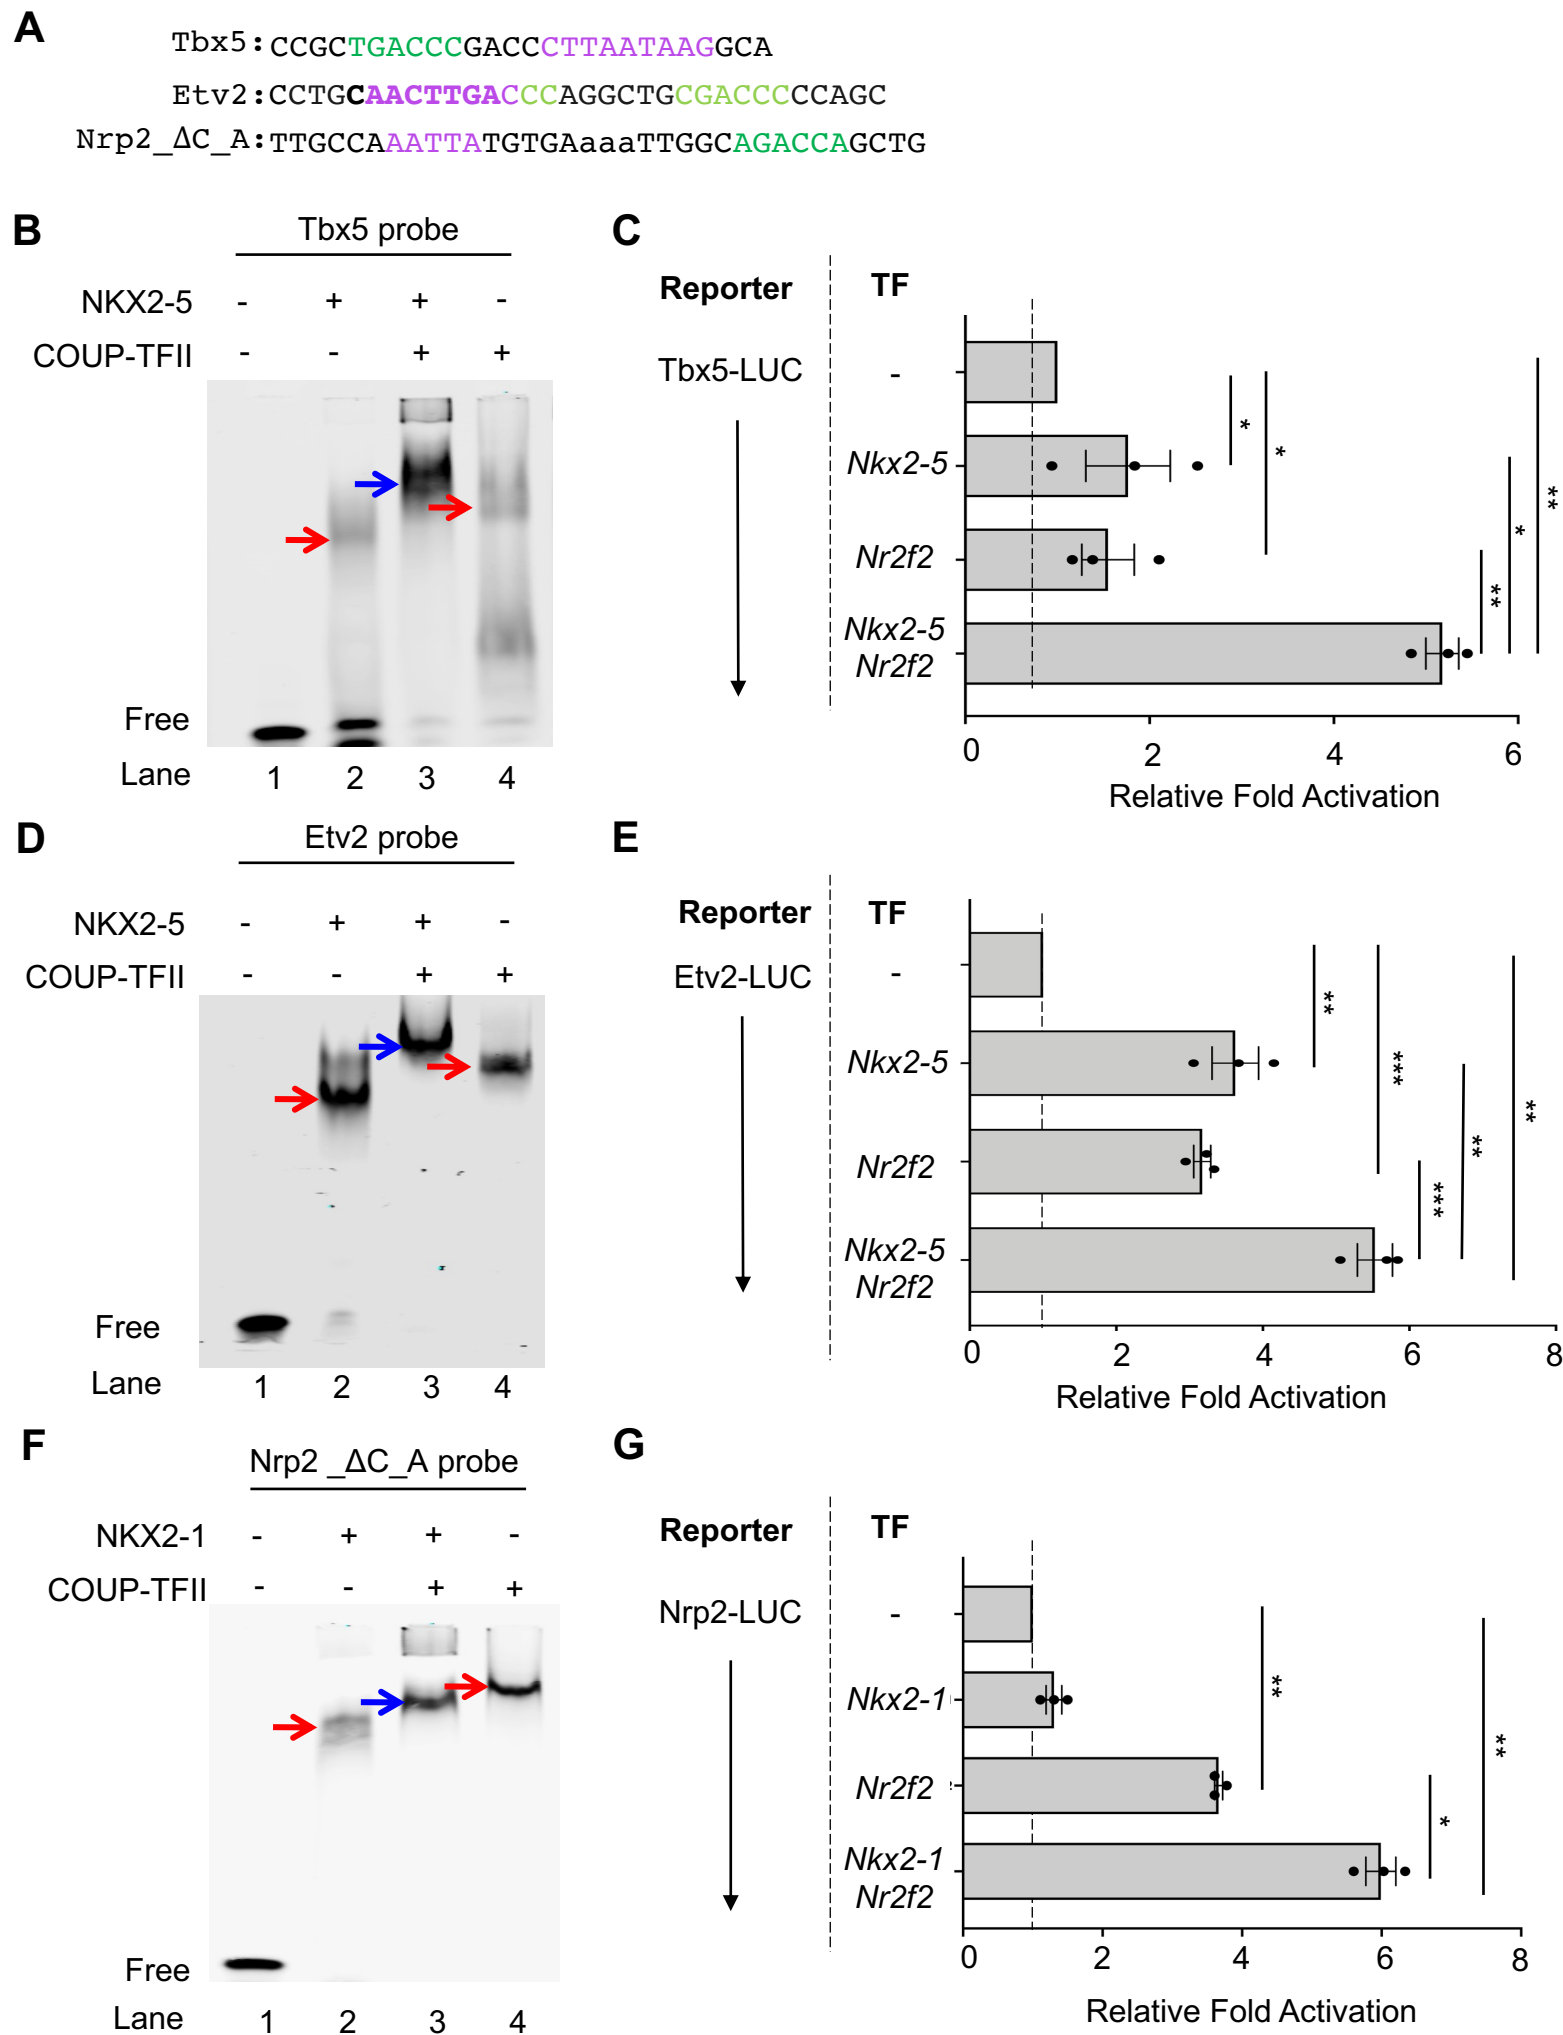 A
Tbx5:CCGCTGACCCGACCCTTAATAAGGCA
Etv2:CCTGCAACTTGACCCAGGCTGCGACCCCCAGC
Nrp2_ΔC_A:TTGCCAAATTATGTGAaaaTTGGCAGACCAGCTG
B
Tbx5 probe
NKX2-5 - + + -
COUP-TFII - - + +
Free
Lane 1 2 3 4
C
Reporter TF
Tbx5-LUC -
Nkx2-5
Nr2f2
Nkx2-5
Nr2f2
* * ** * **
0 2 4 6
Relative Fold Activation
D
Etv2 probe
NKX2-5 - + + -
COUP-TFII - - + +
Free
Lane 1 2 3 4
E
Reporter TF
Etv2-LUC -
Nkx2-5
Nr2f2
Nkx2-5
Nr2f2
** *** *** ** **
0 2 4 6 8
Relative Fold Activation
F
Nrp2 _ΔC_A probe
NKX2-1 - + + -
COUP-TFII - - + +
Free
Lane 1 2 3 4
G
Reporter TF
Nrp2-LUC -
Nkx2-1
Nr2f2
Nkx2-1
Nr2f2
** * **
0 2 4 6 8
Relative Fold Activation